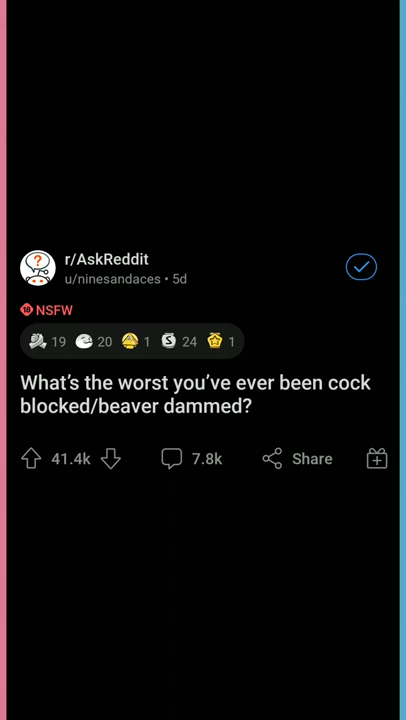 r/AskReddit
u/ninesandaces • 5d
18 NSFW
19 20 1 S 24 1
What's the worst you've ever been cock
blocked/beaver dammed?
41.4k 7.8k Share